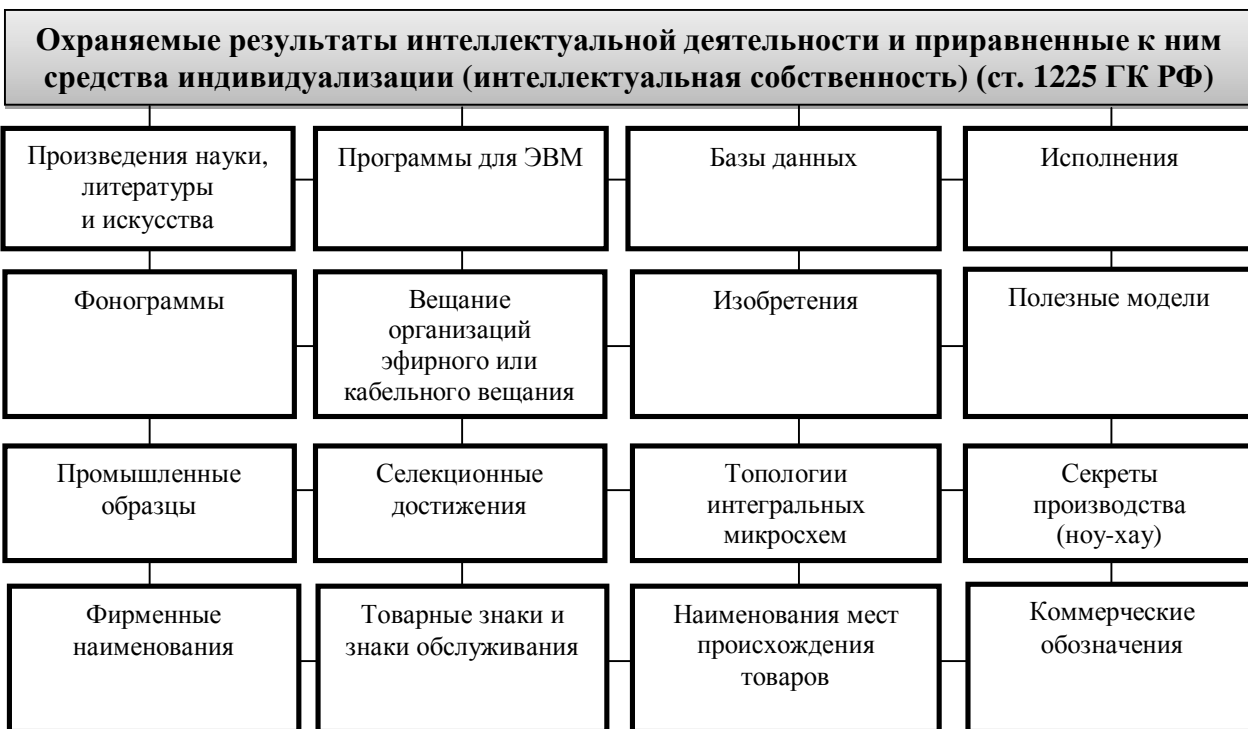 Охраняемые результаты интеллектуальной деятельности и приравненные к ним
средства индивидуализации (интеллектуальная собственность) (ст. 1225 ГК РФ)
Произведения науки,
литературы
и искусства
Программы для ЭВМ
Базы данных
Исполнения
Фонограммы
Вещание
организаций
эфирного или
кабельного вещания
Изобретения
Полезные модели
Промышленные
образцы
Селекционные
достижения
Топологии
интегральных
микросхем
Секреты
производства
(ноу-хау)
Фирменные
наименования
Товарные знаки и
знаки обслуживания
Наименования мест
происхождения
товаров
Коммерческие
обозначения